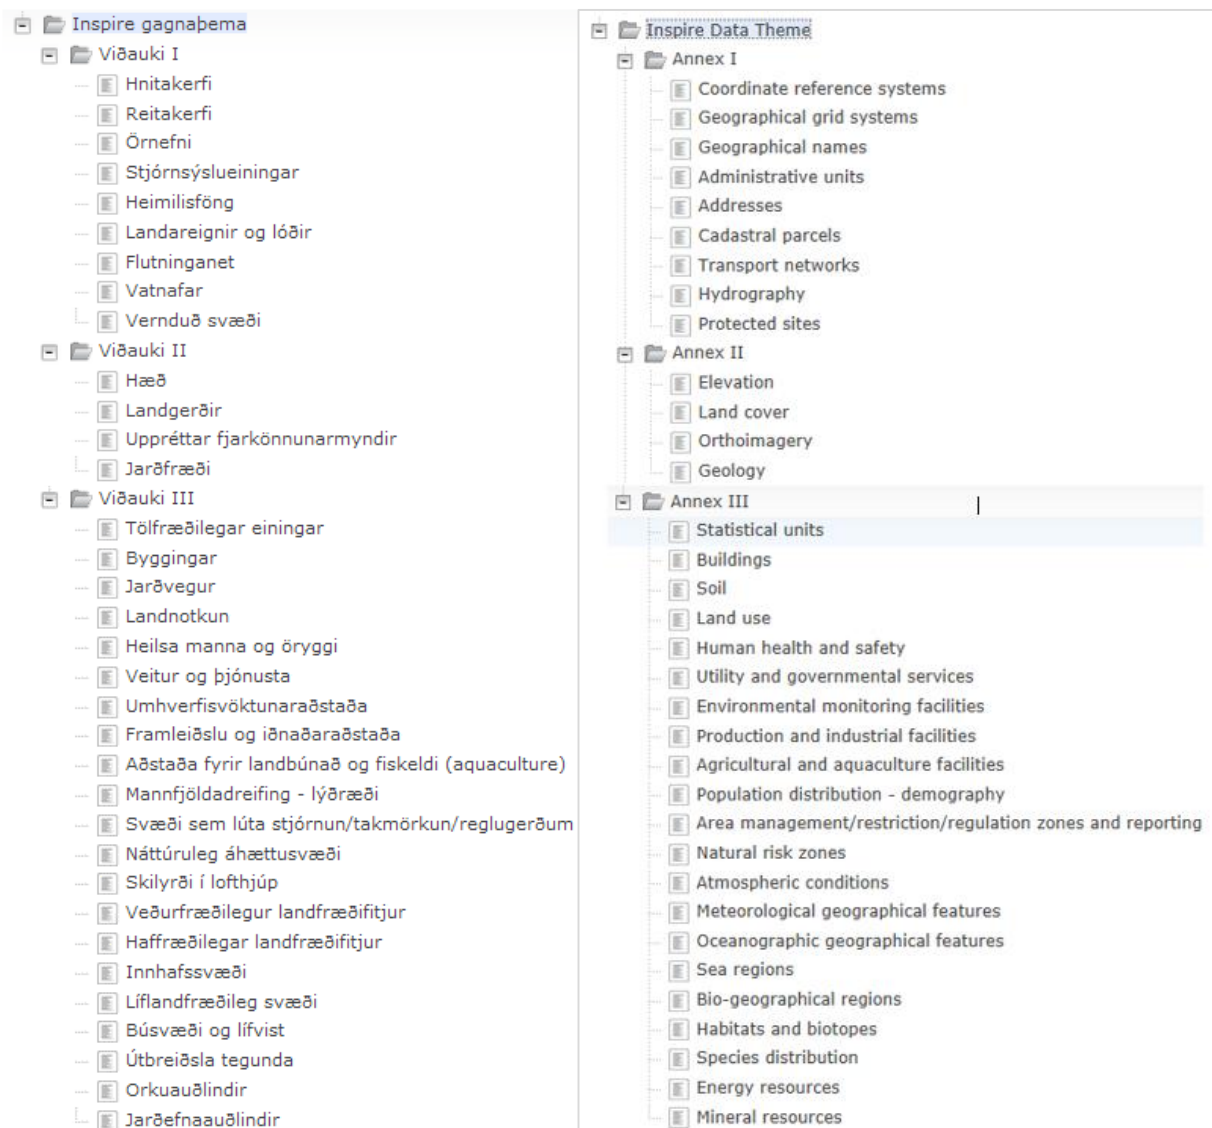 Inspire gagnaþema
Viðauki I
Hnitakerfi
Reitakerfi
Örnefni
Stjórnsýslueiningar
Heimilisföng
Landareignir og lóðir
Flutninganet
Vatnafar
Vernduð svæði
Viðauki II
Hæð
Landgerðir
Uppréttar fjarkönnunarmyndir
Jarðfræði
Viðauki III
Tölfræðilegar einingar
Byggingar
Jarðvegur
Landnotkun
Heilsa manna og öryggi
Veitur og þjónusta
Umhverfisvöktunaraðstaða
Framleiðslu og iðnaðaraðstaða
Aðstaða fyrir landbúnað og fiskeldi (aquaculture)
Mannfjöldadreifing - lýðræði
Svæði sem lúta stjórnun/takmörkun/reglugerðum
Náttúruleg áhættusvæði
Skilyrði í lofthjúp
Veðurfræðilegur landfræðifitjur
Haffræðilegar landfræðifitjur
Innhafssvæði
Líflandfræðileg svæði
Búsvæði og lífvist
Útbreiðsla tegunda
Orkuauðlindir
Jarðefnaauðlindir
Inspire Data Theme
Annex I
Coordinate reference systems
Geographical grid systems
Geographical names
Administrative units
Addresses
Cadastral parcels
Transport networks
Hydrography
Protected sites
Annex II
Elevation
Land cover
Orthoimagery
Geology
Annex III
Statistical units
Buildings
Soil
Land use
Human health and safety
Utility and governmental services
Environmental monitoring facilities
Production and industrial facilities
Agricultural and aquaculture facilities
Population distribution - demography
Area management/restriction/regulation zones and reporting
Natural risk zones
Atmospheric conditions
Meteorological geographical features
Oceanographic geographical features
Sea regions
Bio-geographical regions
Habitats and biotopes
Species distribution
Energy resources
Mineral resources